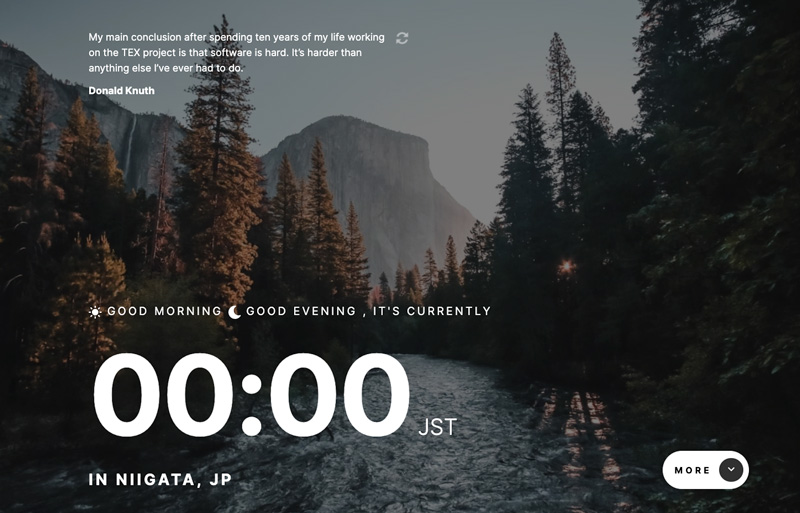 My main conclusion after spending ten years of my life working
on the TEX project is that software is hard. It's harder than
anything else I've ever had to do.
Donald Knuth
GOOD MORNING GOOD EVENING , IT'S CURRENTLY
00:00 JST
IN NIIGATA, JP
MORE